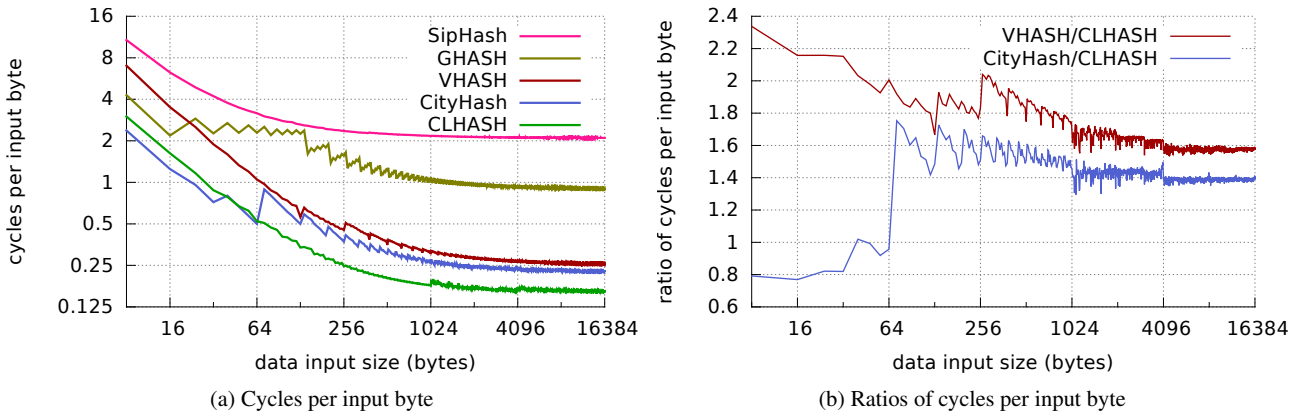 16
8
4
2
1
0.5
0.25
0.125
cycles per input byte
SipHash
GHASH
VHASH
CityHash
CLHASH
16 64 256 1024 4096 16384
data input size (bytes)
(a) Cycles per input byte
2.4
2.2
2
1.8
1.6
1.4
1.2
1
0.8
0.6
ratio of cycles per input byte
VHASH/CLHASH
CityHash/CLHASH
16 64 256 1024 4096 16384
data input size (bytes)
(b) Ratios of cycles per input byte